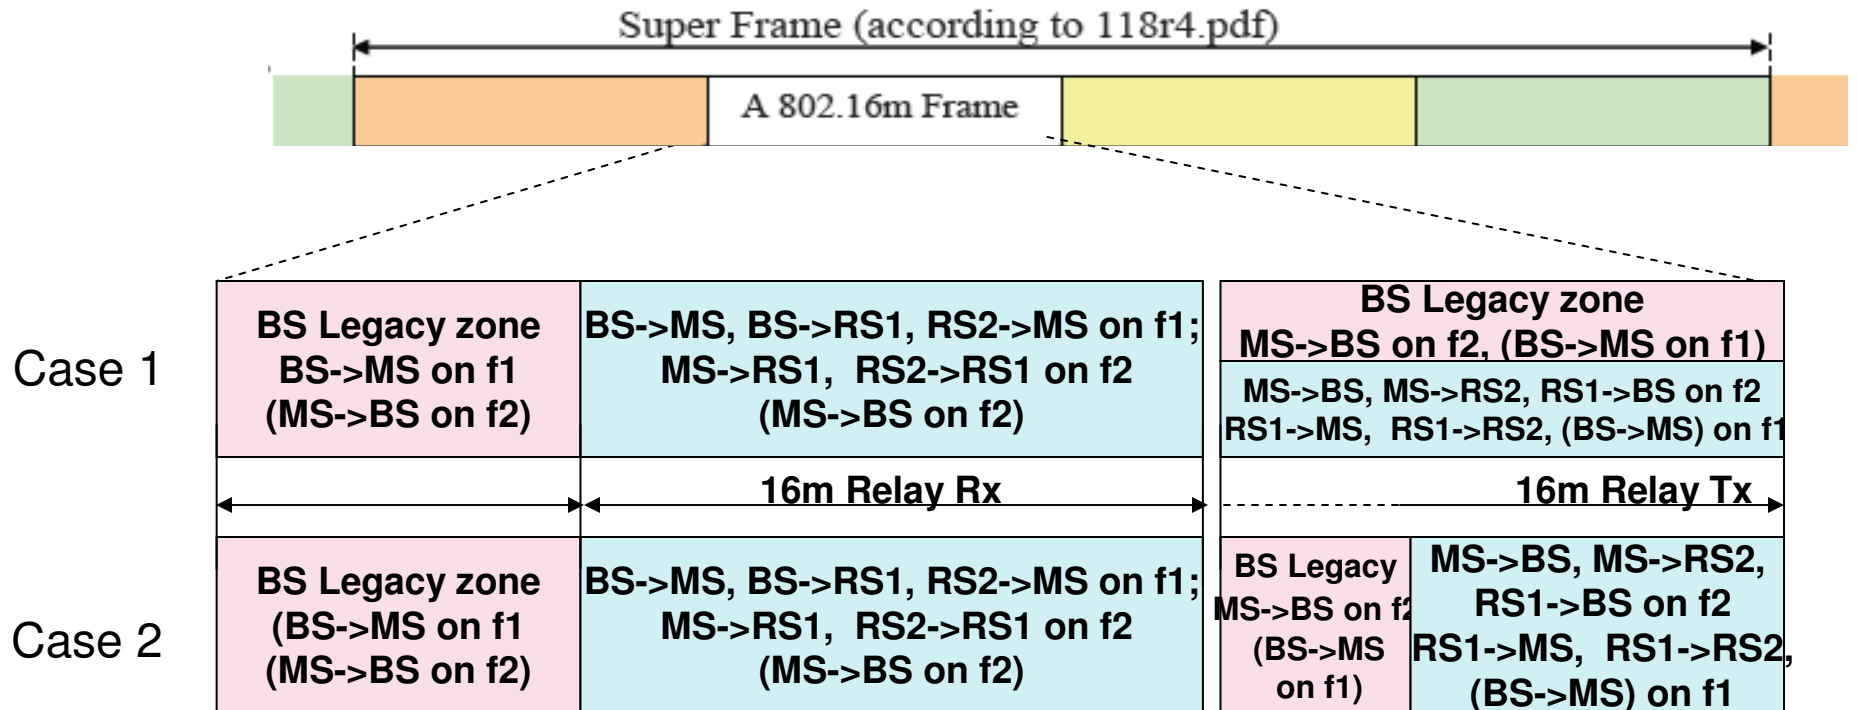 Super Frame (according to 118r4.pdf)
A 802.16m Frame
Case 1
BS Legacy zone
BS->MS on f1
(MS->BS on f2)
BS->MS, BS->RS1, RS2->MS on f1;
MS->RS1, RS2->RS1 on f2
(MS->BS on f2)
BS Legacy zone
MS->BS on f2, (BS->MS on f1)
MS->BS, MS->RS2, RS1->BS on f2
RS1->MS, RS1->RS2, (BS->MS) on f1
16m Relay Rx
16m Relay Tx
Case 2
BS Legacy zone
(BS->MS on f1
(MS->BS on f2)
BS->MS, BS->RS1, RS2->MS on f1;
MS->RS1, RS2->RS1 on f2
(MS->BS on f2)
BS Legacy
MS->BS on f2
(BS->MS
on f1)
MS->BS, MS->RS2,
RS1->BS on f2
RS1->MS, RS1->RS2,
(BS->MS) on f1